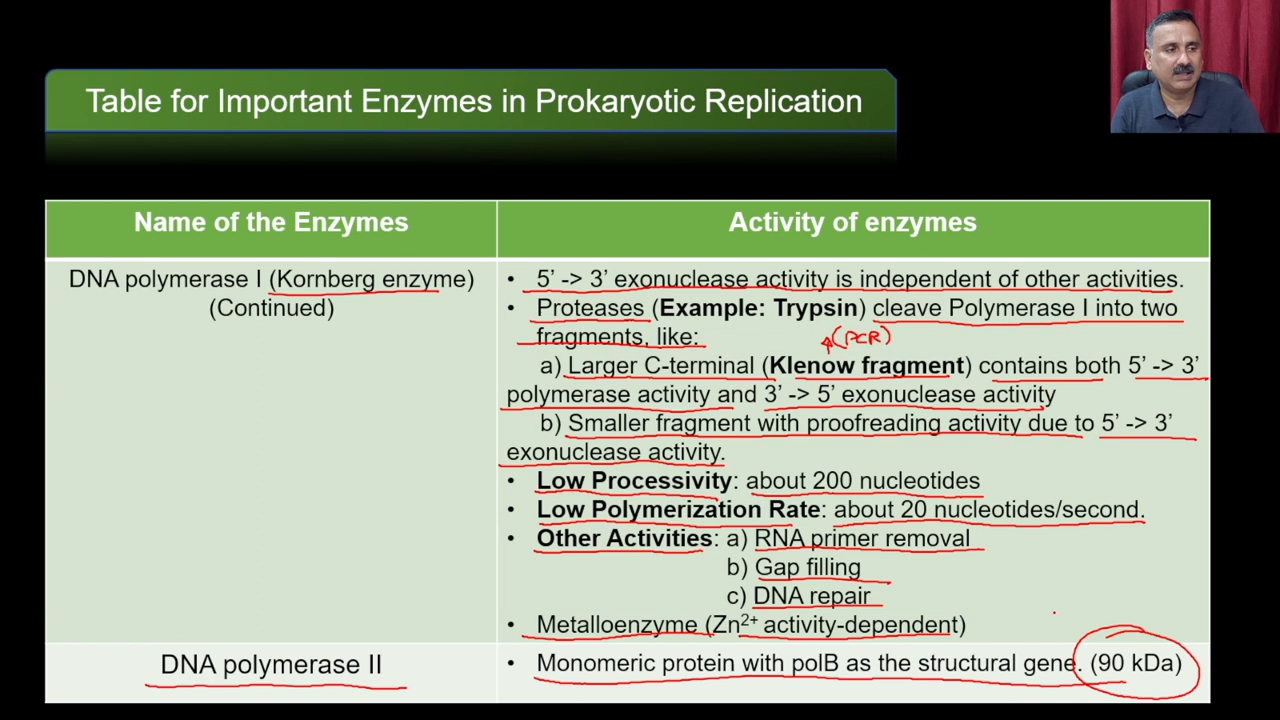 Table for Important Enzymes in Prokaryotic Replication
Name of the Enzymes
Activity of enzymes
DNA polymerase I (Kornberg enzyme)
(Continued)
• 5’ -> 3’ exonuclease activity is independent of other activities.
• Proteases (Example: Trypsin) cleave Polymerase I into two
fragments, like:
(PCR)
a) Larger C-terminal (Klenow fragment) contains both 5’ -> 3’
polymerase activity and 3’ -> 5’ exonuclease activity
b) Smaller fragment with proofreading activity due to 5’ -> 3’
exonuclease activity.
• Low Processivity: about 200 nucleotides
• Low Polymerization Rate: about 20 nucleotides/second.
• Other Activities: a) RNA primer removal
b) Gap filling
c) DNA repair
• Metalloenzyme (Zn²⁺ activity-dependent)
DNA polymerase II
• Monomeric protein with polB as the structural gene. (90 kDa)